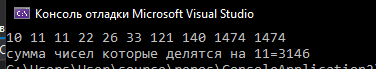 Консоль отладки Microsoft Visual Studio
10 11 11 22 26 33 121 140 1474 1474
Сумма чисел которые делятся на 11=3146